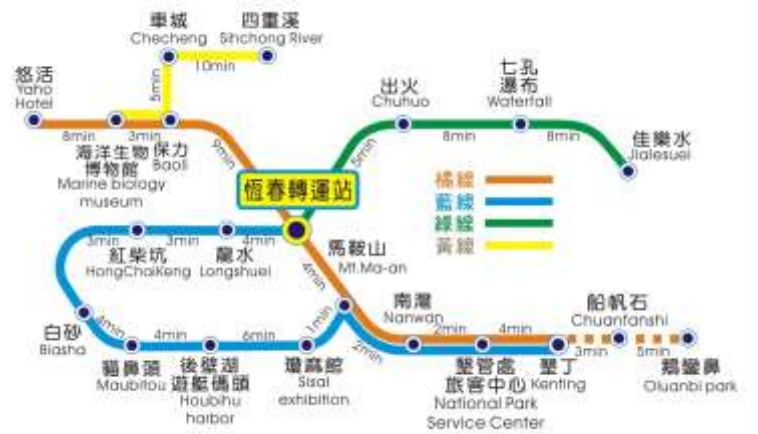 車城
Checheng
四重溪
Sihchong River
10min
5min
悠活
Yaho
Hotel
8min
3min
海洋生物
博物館
Marine biology
museum
保力
Baoli
9min
出火
Chuhuo
七孔
瀑布
Waterfall
佳樂水
Jialesuei
5min
8min
8min
恆春轉運站
橘線
藍線
綠線
黃線
3min
3min
4min
紅柴坑
HongChaiKeng
龍水
Longshuei
馬鞍山
Mt.Ma-an
4min
白砂
Biasha
4min
4min
6min
1min
2min
貓鼻頭
Maubitou
後壁湖
遊艇碼頭
Houbihu
harbor
瓊麻館
Sisal
exhibition
南灣
Nanwan
2min
4min
墾管處
旅客中心
National Park
Service Center
墾丁
Kenting
船帆石
Chuanfanshi
3min
5min
鵝鑾鼻
Oluanbi park